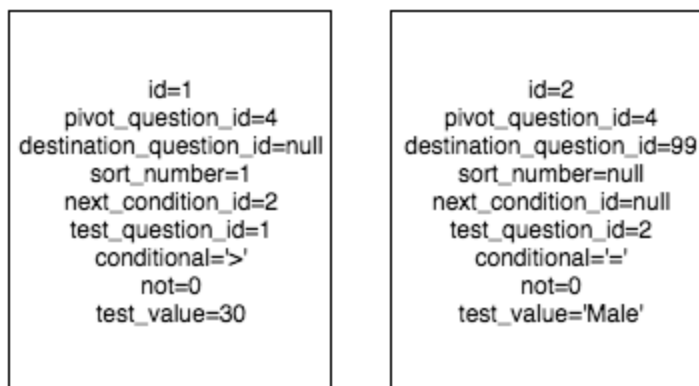 id=1
pivot_question_id=4
destination_question_id=null
sort_number=1
next_condition_id=2
test_question_id=1
conditional='>'
not=0
test_value=30
id=2
pivot_question_id=4
destination_question_id=99
sort_number=null
next_condition_id=null
test_question_id=2
conditional='='
not=0
test_value='Male'